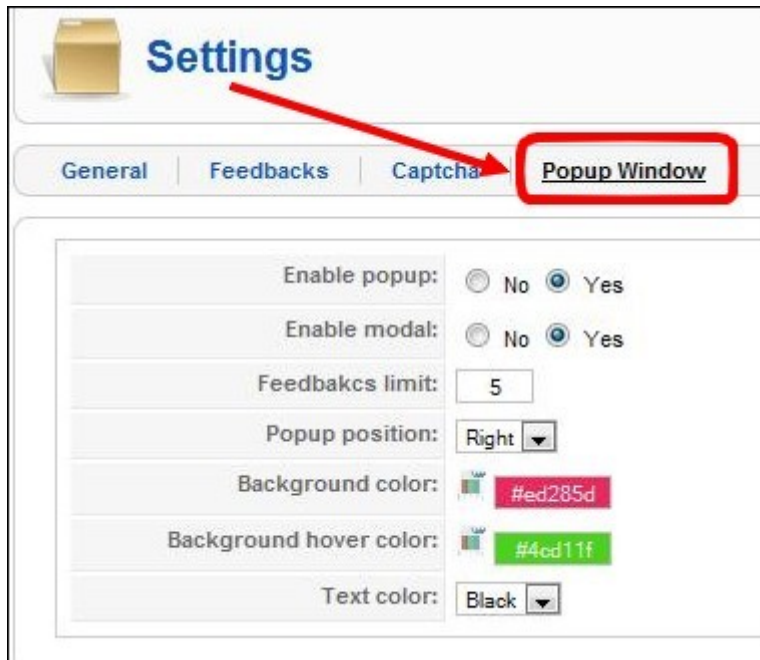 Settings
General Feedbacks Captcha Popup Window
Enable popup: No Yes
Enable modal: No Yes
Feedbakcs limit: 5
Popup position: Right
Background color: #ed285d
Background hover color: #4cd11f
Text color: Black